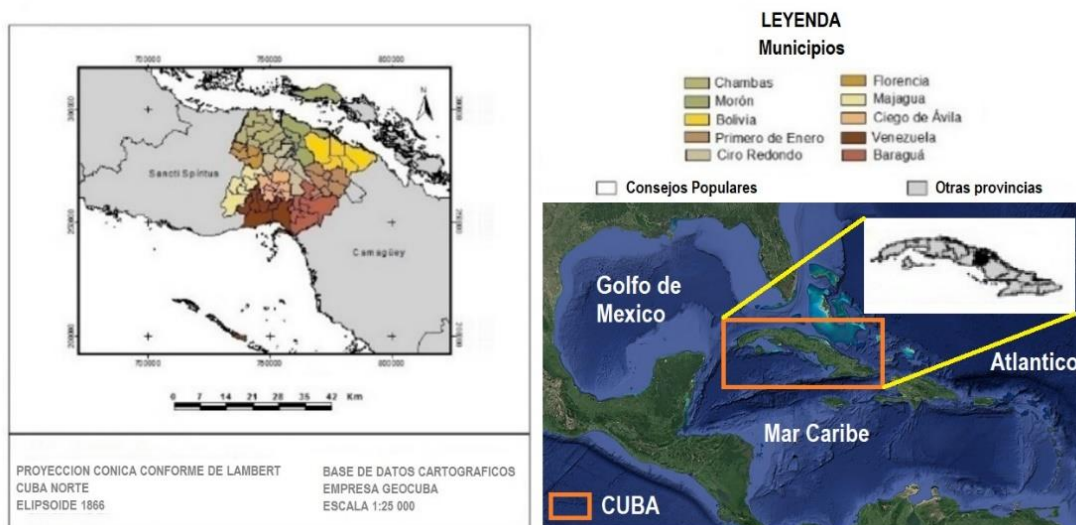 700000 750000 800000
N
Sancti Spiritus
Camagüey
700000 750000 800000
0 7 14 21 28 35 42 Km
PROYECCION CONICA CONFORME DE LAMBERT
CUBA NORTE
ELIPSOIDE 1866
BASE DE DATOS CARTOGRAFICOS
EMPRESA GEOCUBA
ESCALA 1:25 000
LEYENDA
Municipios
Chambas
Morón
Bolivia
Primero de Enero
Ciro Redondo
Florencia
Majagua
Ciego de Ávila
Venezuela
Baraguá
Consejos Populares
Otras provincias
Golfo de
Mexico
Atlantico
Mar Caribe
CUBA